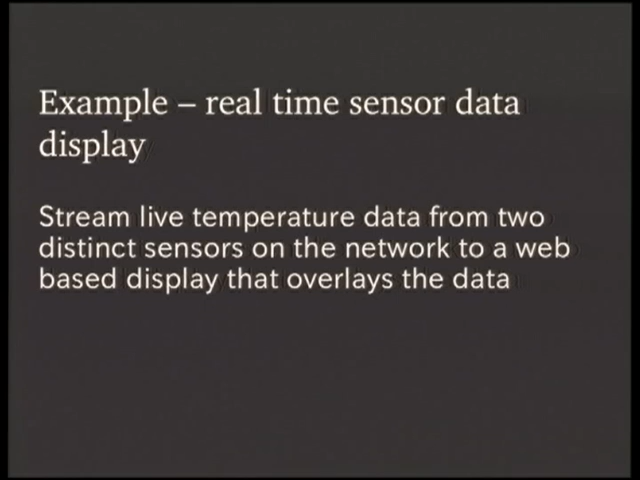 Example – real time sensor data
display
Stream live temperature data from two
distinct sensors on the network to a web
based display that overlays the data